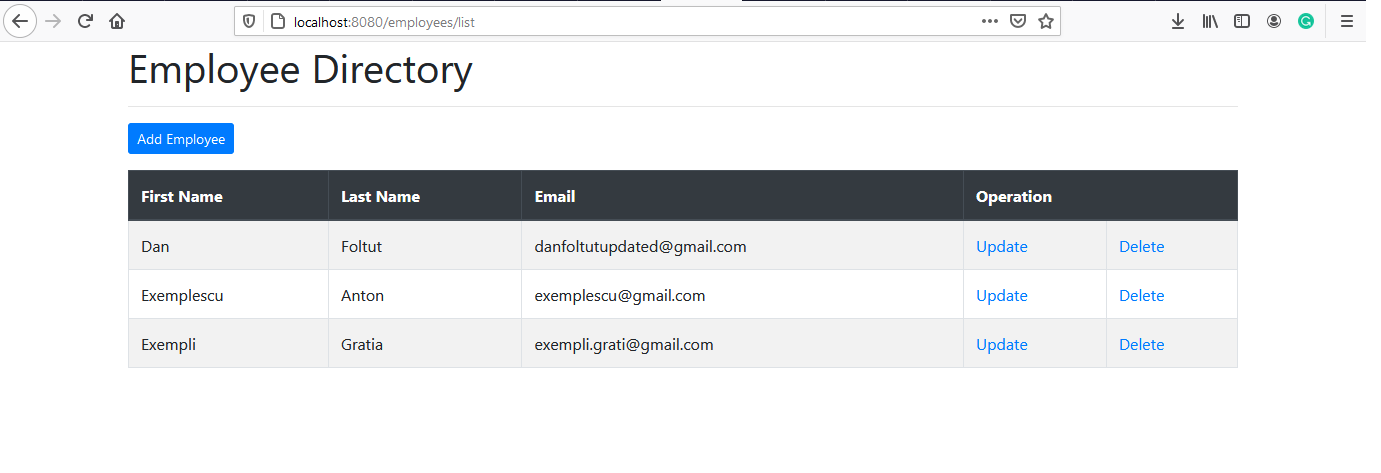 localhost:8080/employees/list
Employee Directory
Add Employee
First Name Last Name Email Operation
Dan Foltut danfoltutupdated@gmail.com Update Delete
Exemplescu Anton exemplescu@gmail.com Update Delete
Exempli Gratia exempli.grati@gmail.com Update Delete